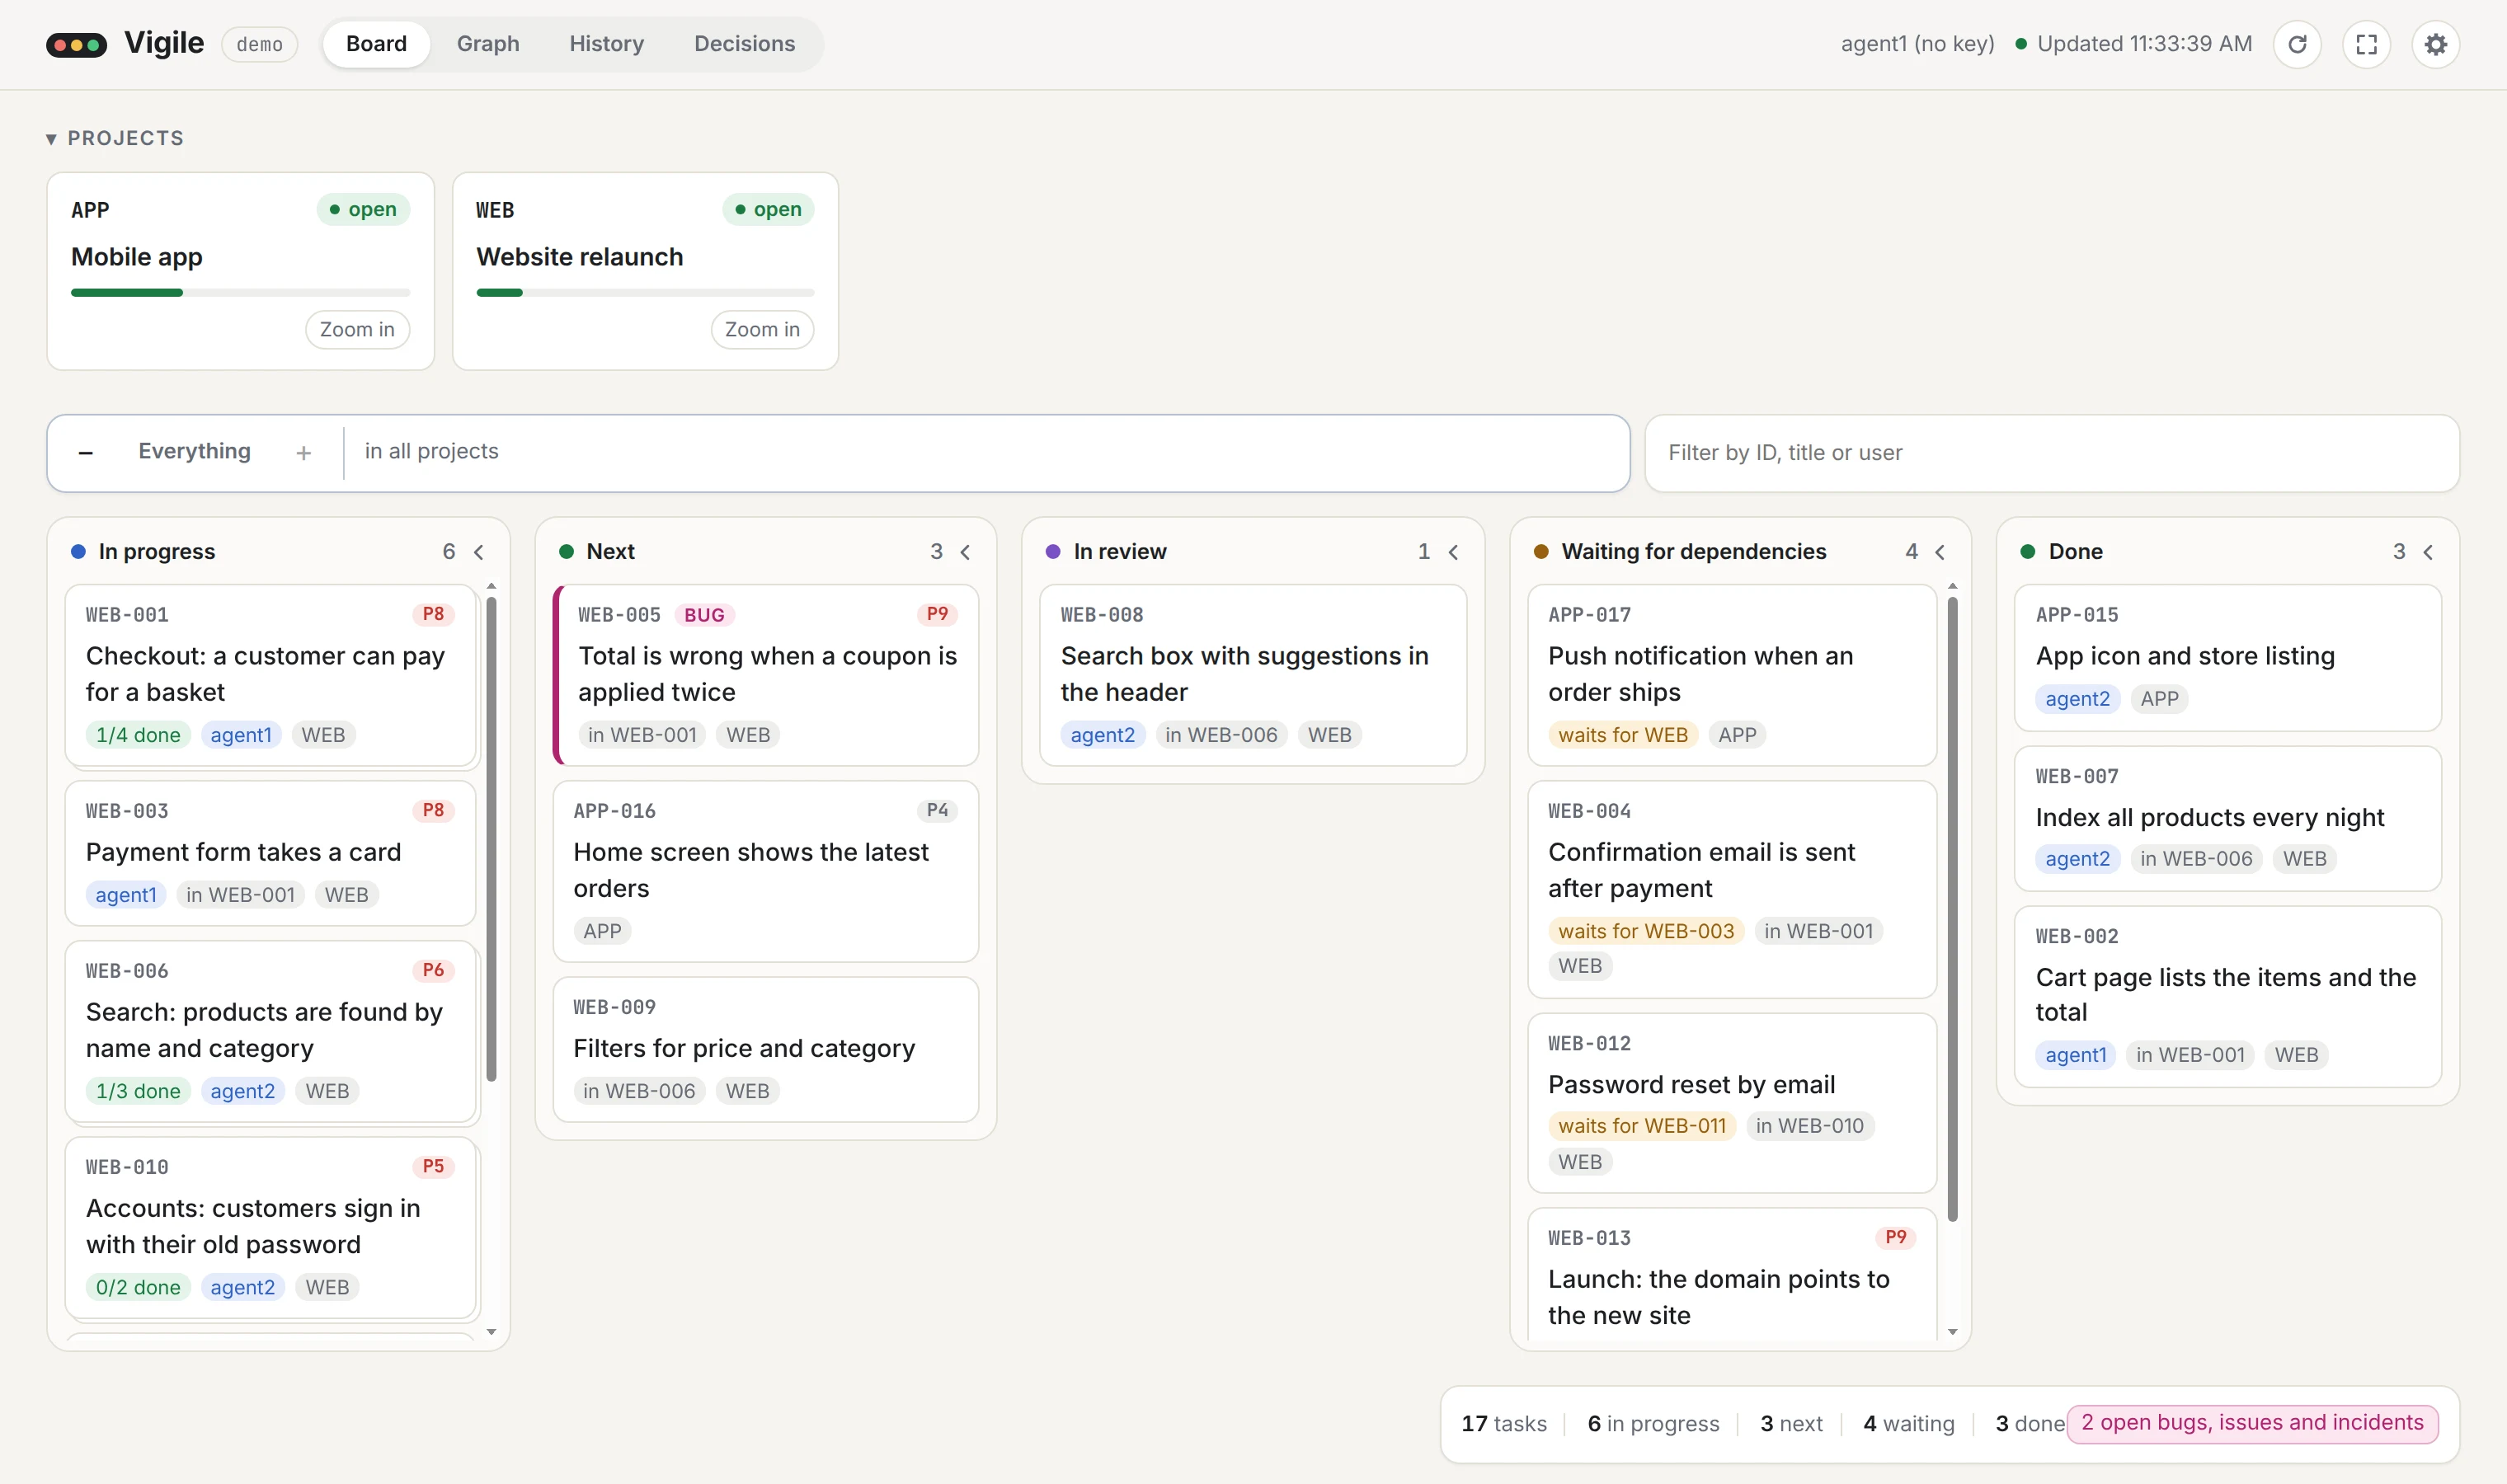 Vigile demo Board Graph History Decisions agent1 (no key) Updated 11:33:39 AM
▼ PROJECTS
APP open
Mobile app
Zoom in
WEB open
Website relaunch
Zoom in
− Everything + in all projects
Filter by ID, title or user
In progress 6
WEB-001 P8
Checkout: a customer can pay
for a basket
1/4 done agent1 WEB
WEB-003 P8
Payment form takes a card
agent1 in WEB-001 WEB
WEB-006 P6
Search: products are found by
name and category
1/3 done agent2 WEB
WEB-010 P5
Accounts: customers sign in
with their old password
0/2 done agent2 WEB
Next 3
WEB-005 BUG P9
Total is wrong when a coupon is
applied twice
in WEB-001 WEB
APP-016 P4
Home screen shows the latest
orders
APP
WEB-009
Filters for price and category
in WEB-006 WEB
In review 1
WEB-008
Search box with suggestions in
the header
agent2 in WEB-006 WEB
Waiting for dependencies 4
APP-017
Push notification when an
order ships
waits for WEB APP
WEB-004
Confirmation email is sent
after payment
waits for WEB-003 in WEB-001
WEB
WEB-012
Password reset by email
waits for WEB-011 in WEB-010
WEB
WEB-013 P9
Launch: the domain points to
the new site
Done 3
APP-015
App icon and store listing
agent2 APP
WEB-007
Index all products every night
agent2 in WEB-006 WEB
WEB-002
Cart page lists the items and the
total
agent1 in WEB-001 WEB
17 tasks 6 in progress 3 next 4 waiting 3 done 2 open bugs, issues and incidents